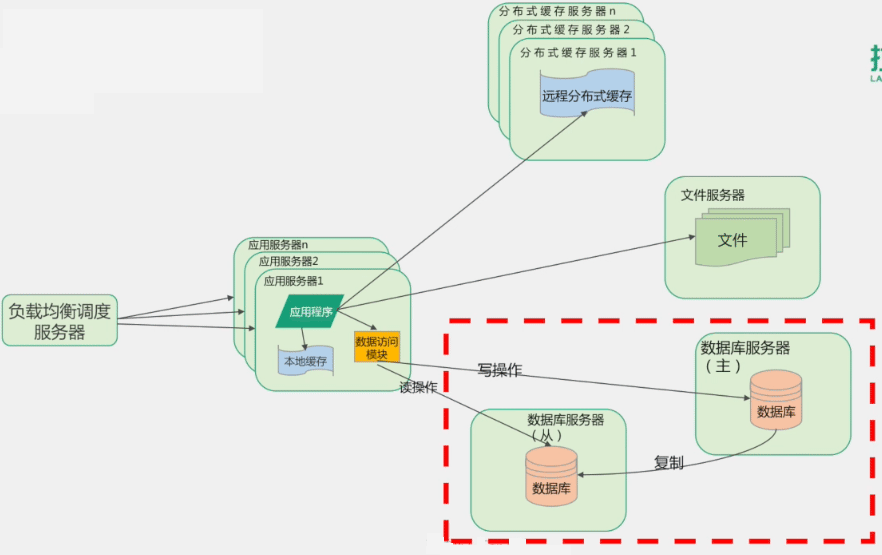 分布式缓存服务器n
分布式缓存服务器2
分布式缓存服务器1
远程分布式缓存
文件服务器
文件
应用服务器n
应用服务器2
应用服务器1
应用程序
负载均衡调度
服务器
数据访问
模块
本地缓存
读操作
写操作
数据库服务器
（主）
数据库
数据库服务器
（从）
数据库
复制
LA